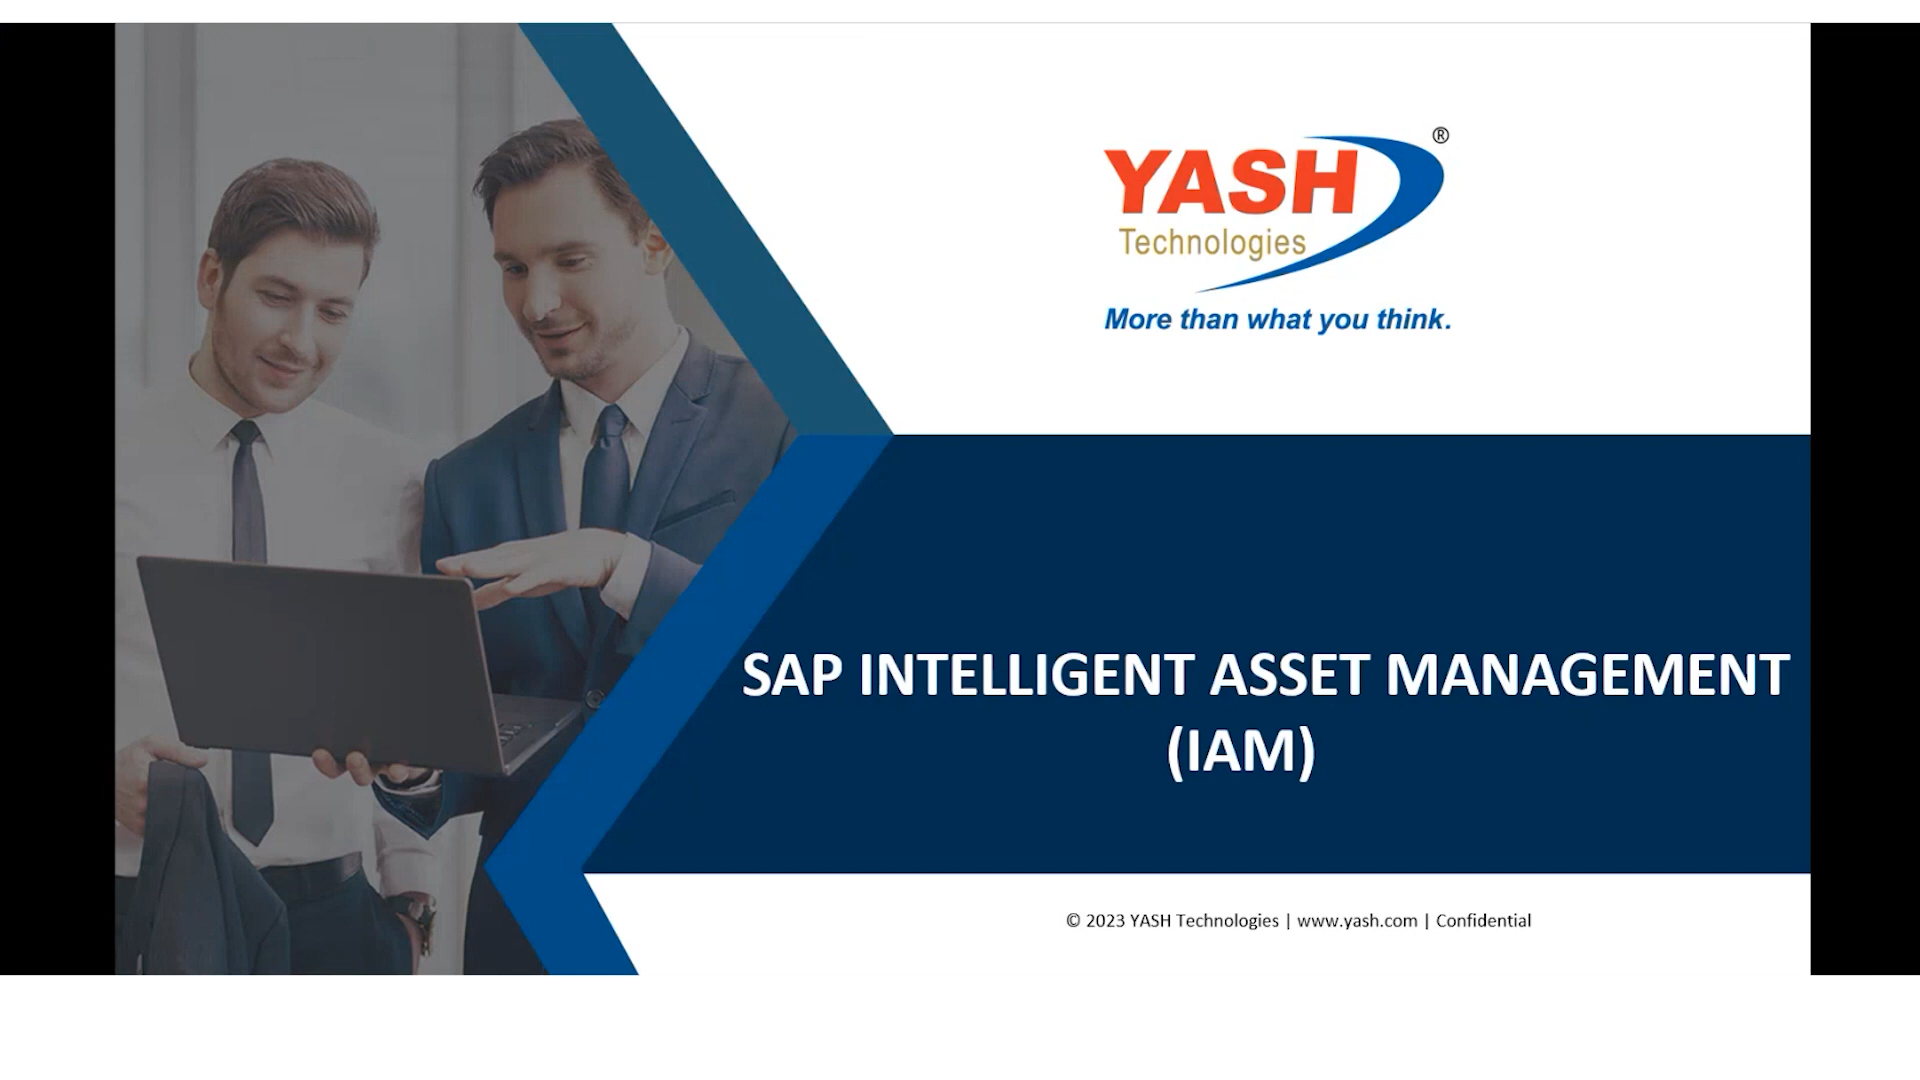 YASH ®
Technologies
More than what you think.
SAP INTELLIGENT ASSET MANAGEMENT
(IAM)
© 2023 YASH Technologies | www.yash.com | Confidential